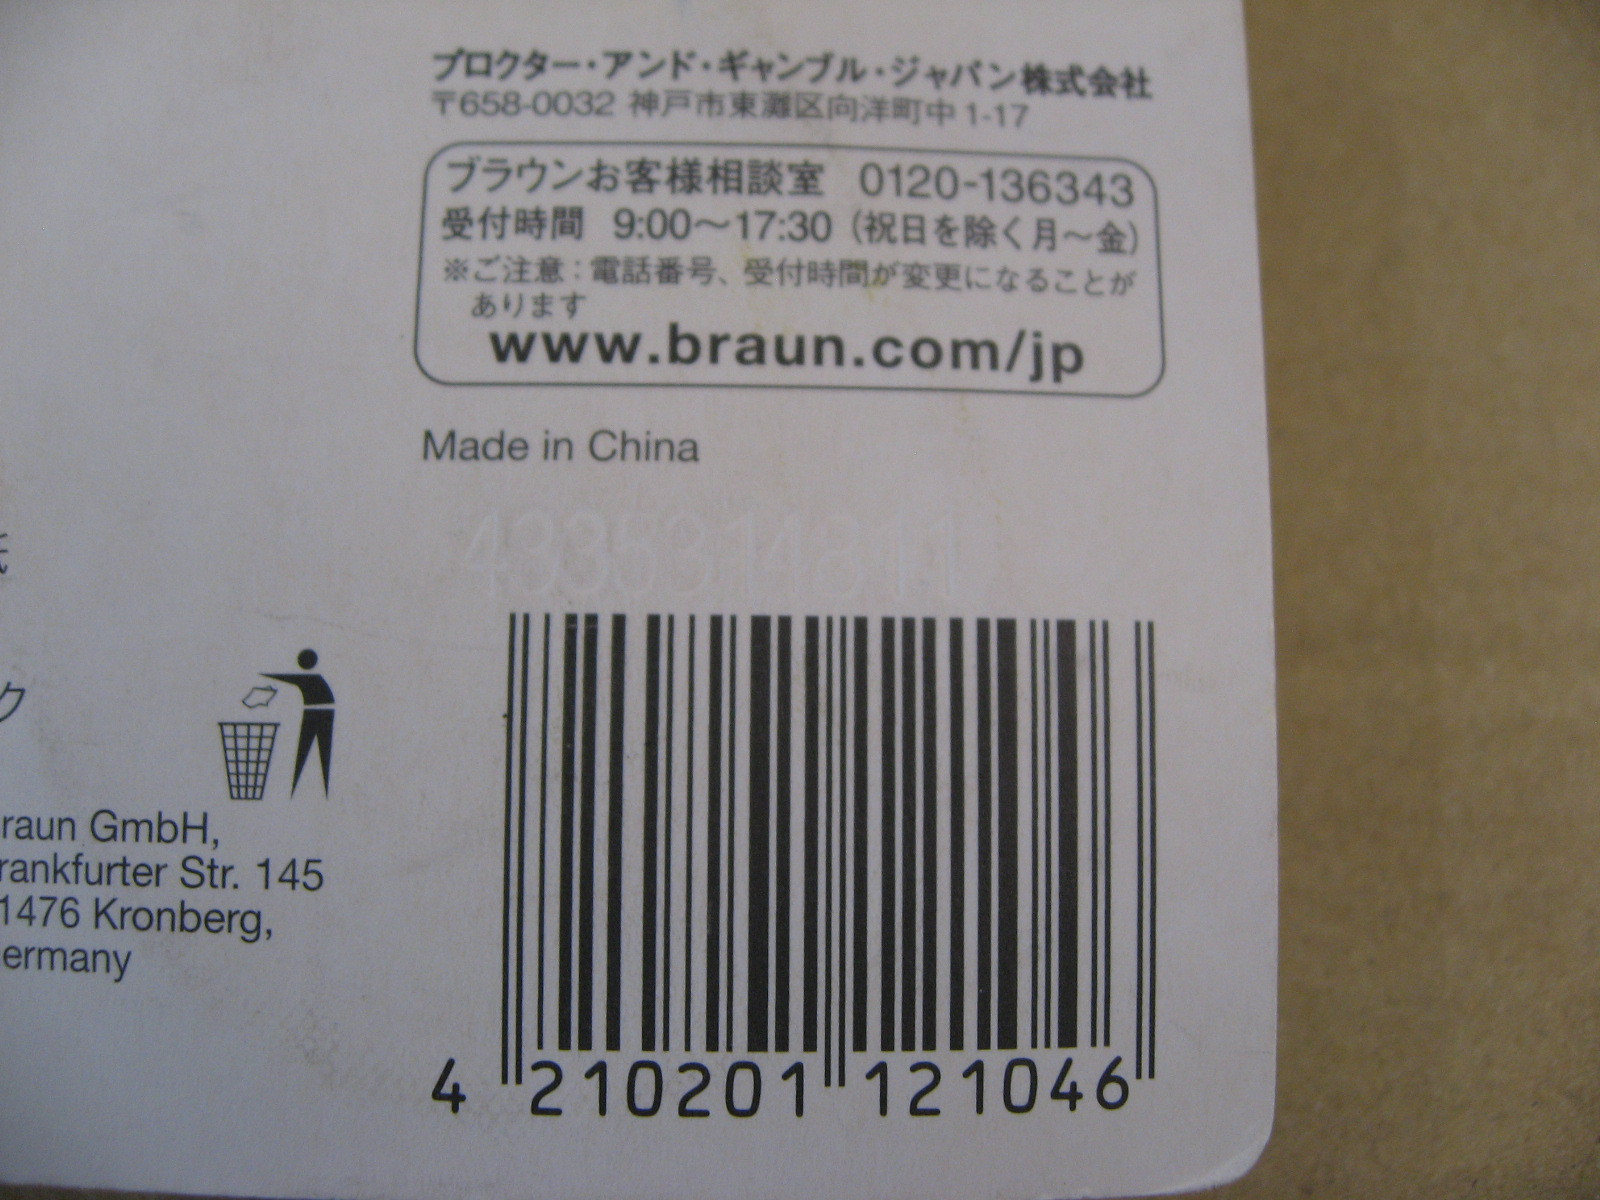 プロクター・アンド・ギャンブル・ジャパン株式会社
〒658-0032 神戸市東灘区向洋町中1-17
ブラウンお客様相談室 0120-136343
受付時間 9:00～17:30 (祝日を除く月～金)
※ご注意：電話番号、受付時間が変更になることが
あります
www.braun.com/jp
Made in China
ク
raun GmbH,
rankfurter Str. 145
1476 Kronberg,
ermany
4 210201 121046